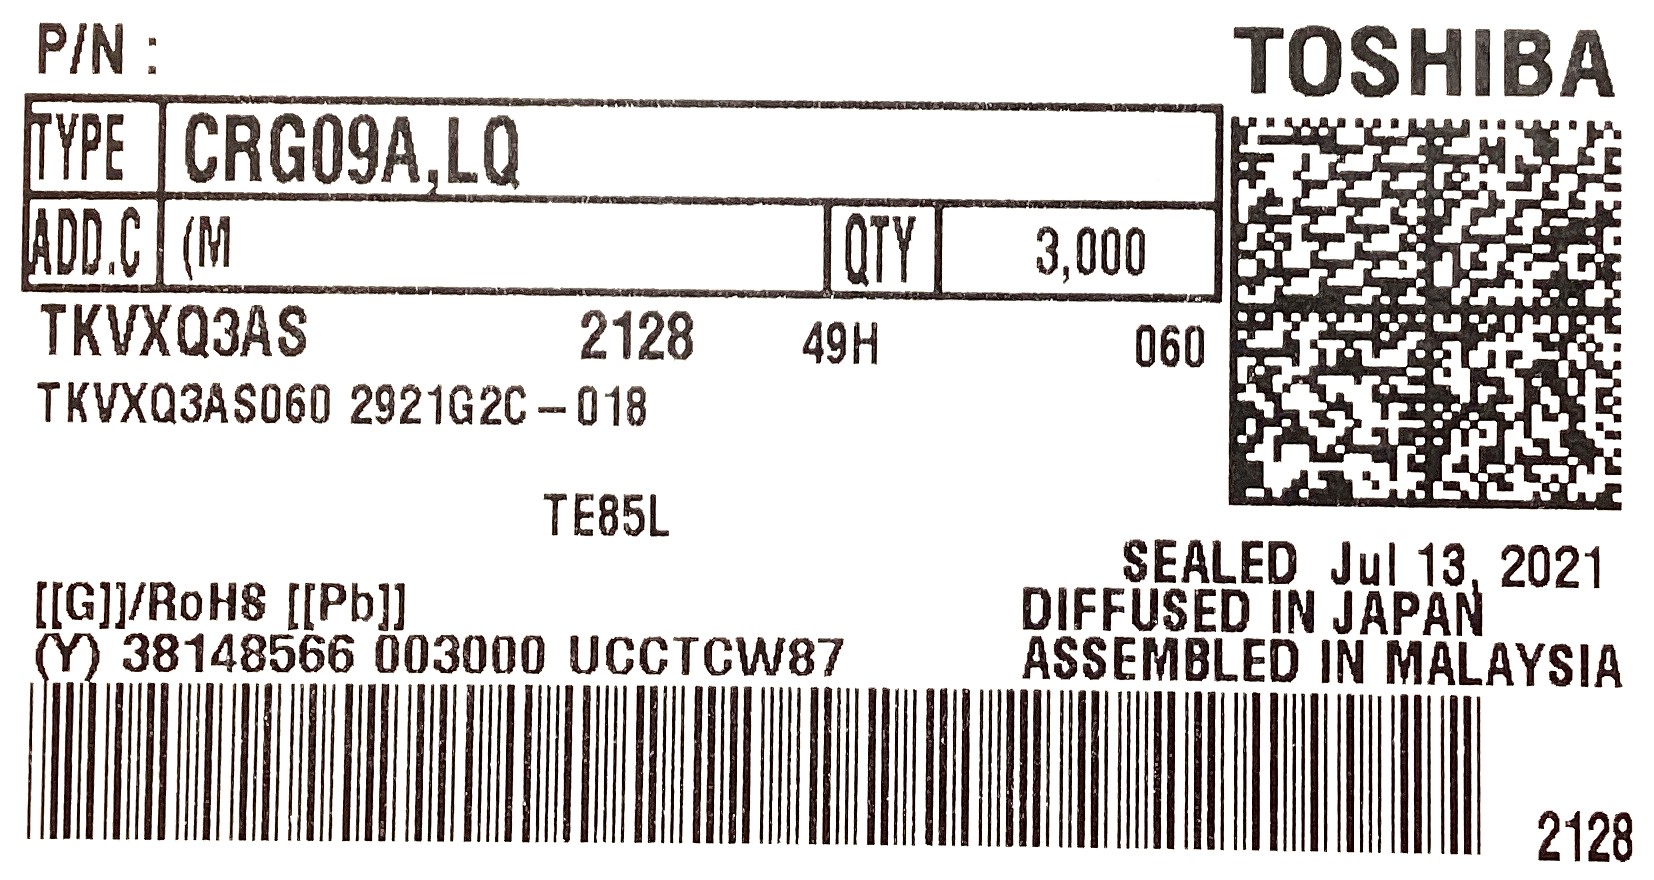 P/N :
TOSHIBA
TYPE CRG09A,LQ
ADD.C (M QTY 3,000
TKVXQ3AS 2128 49H 060
TKVXQ3AS060 2921G2C-018
TE85L
SEALED Jul 13, 2021
[[G]]/RoHS [[Pb]]
DIFFUSED IN JAPAN
(Y) 38148566 003000 UCCTCW87
ASSEMBLED IN MALAYSIA
2128